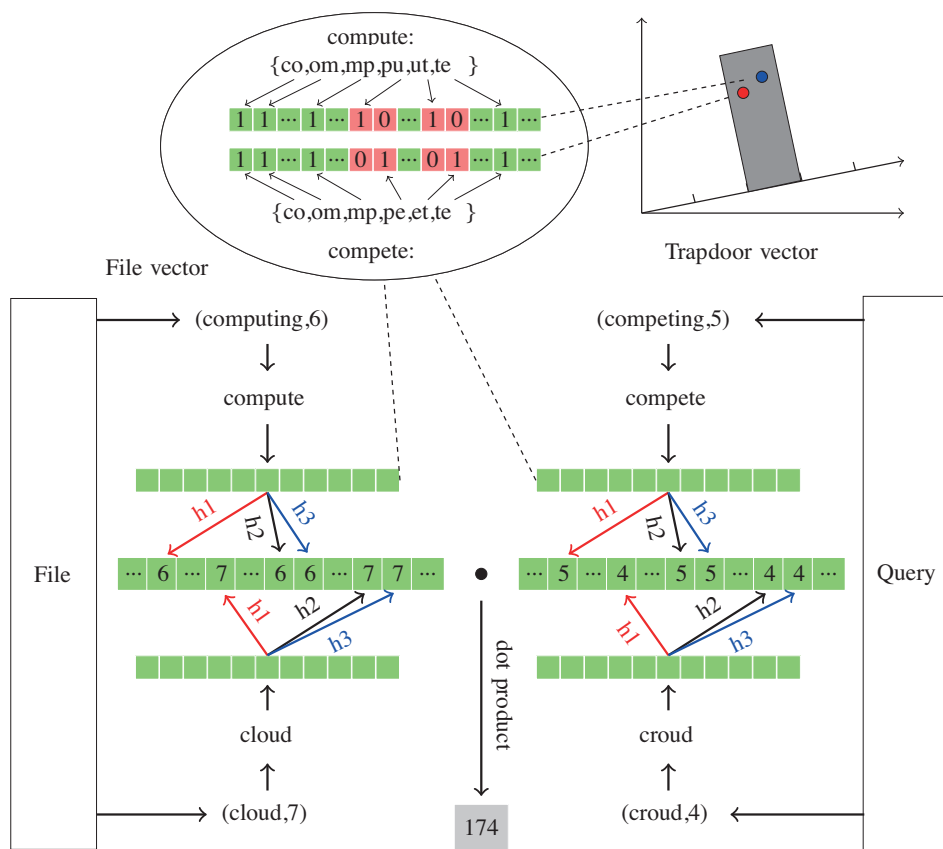 compute:
{co,om,mp,pu,ut,te }
1 1 ··· 1 ··· 1 0 ··· 1 0 ··· 1 ···
1 1 ··· 1 ··· 0 1 ··· 0 1 ··· 1 ···
{co,om,mp,pe,et,te }
compete:
File vector
Trapdoor vector
(computing,6)
(competing,5)
compute
compete
h1
h2
h3
h1
h2
h3
File
··· 6 ··· 7 ··· 6 6 ··· 7 7 ···
··· 5 ··· 4 ··· 5 5 ··· 4 4 ···
Query
h1
h2
h3
h1
h2
h3
dot product
cloud
croud
(cloud,7)
(croud,4)
174